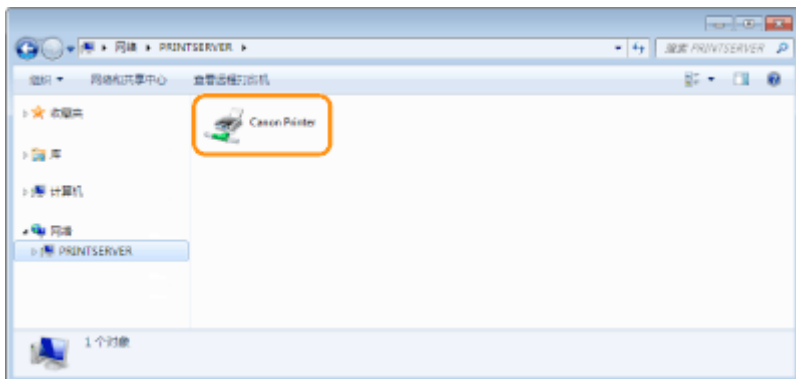 网络 ▸ PRINTSERVER ▸
搜索 PRINTSERVER
组织 网络和共享中心 查看远程打印机
收藏夹
Canon Printer
库
计算机
网络
PRINTSERVER
1 个对象